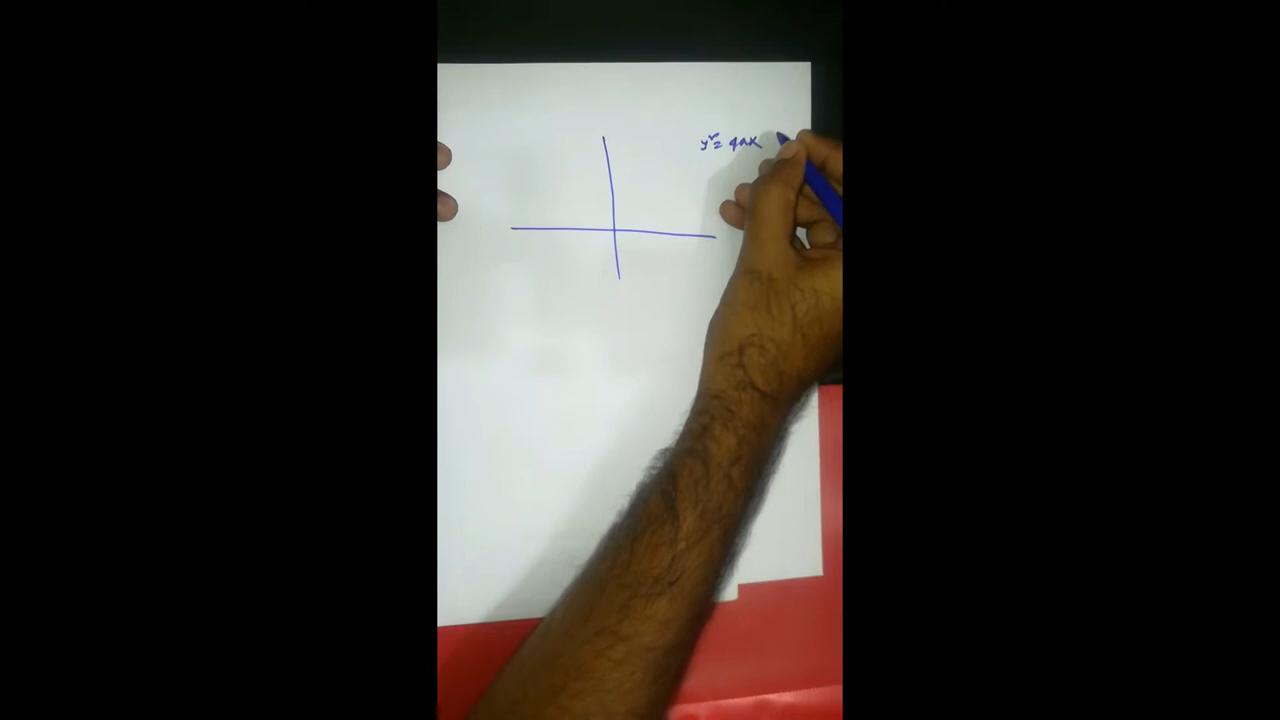 y² = 4ax